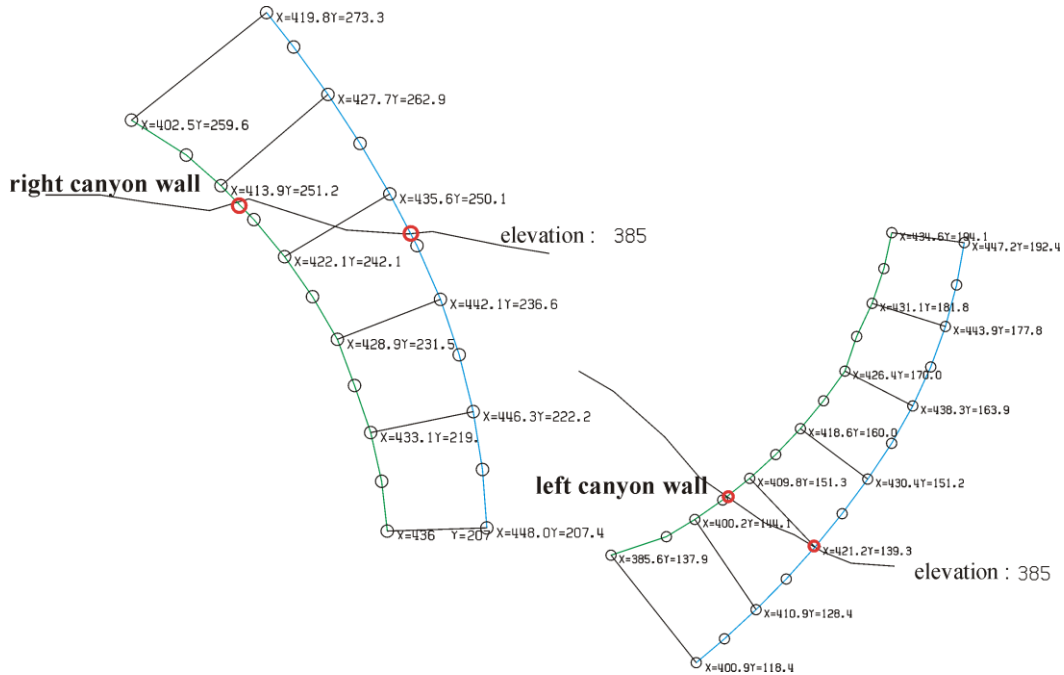 X=419.8Y=273.3
X=427.7Y=262.9
X=402.5Y=259.6
right canyon wall
X=413.9Y=251.2
X=435.6Y=250.1
elevation : 385
X=422.1Y=242.1
X=442.1Y=236.6
X=428.9Y=231.5
X=446.3Y=222.2
X=433.1Y=219.
X=436 Y=207
X=448.0Y=207.4
X=434.6Y=194.1
X=447.2Y=192.4
X=431.1Y=181.8
X=443.9Y=177.8
X=426.4Y=170.0
X=438.3Y=163.9
X=418.6Y=160.0
left canyon wall
X=409.8Y=151.3
X=430.4Y=151.2
X=400.2Y=144.1
X=421.2Y=139.3
X=385.6Y=137.9
elevation : 385
X=410.9Y=128.4
X=400.9Y=118.4